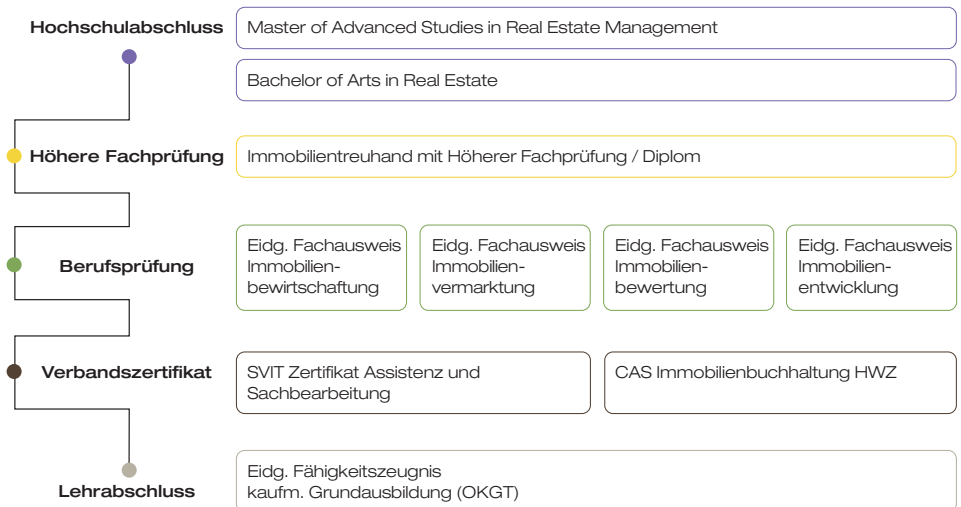 Hochschulabschluss
Master of Advanced Studies in Real Estate Management
Bachelor of Arts in Real Estate
Höhere Fachprüfung
Immobilientreuhand mit Höherer Fachprüfung / Diplom
Berufsprüfung
Eidg. Fachausweis
Immobilien-
bewirtschaftung
Eidg. Fachausweis
Immobilien-
vermarktung
Eidg. Fachausweis
Immobilien-
bewertung
Eidg. Fachausweis
Immobilien-
entwicklung
Verbandszertifikat
SVIT Zertifikat Assistenz und
Sachbearbeitung
CAS Immobilienbuchhaltung HWZ
Lehrabschluss
Eidg. Fähigkeitszeugnis
kaufm. Grundausbildung (OKGT)